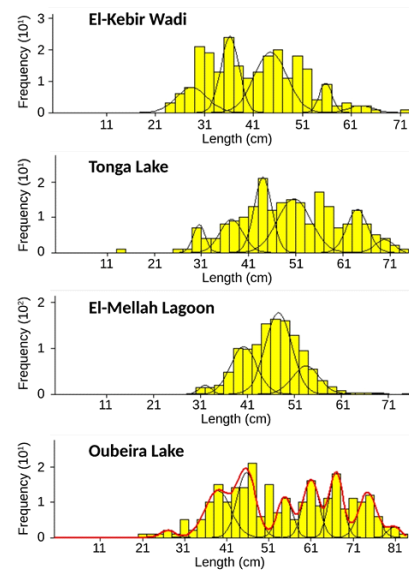 El-Kebir Wadi
Frequency (10¹)
3
2
1
0
11 21 31 41 51 61 71
Length (cm)
Tonga Lake
Frequency (10¹)
2
1
0
11 21 31 41 51 61 71
Length (cm)
El-Mellah Lagoon
Frequency (10²)
2
1
0
11 21 31 41 51 61 71
Length (cm)
Oubeira Lake
Frequency (10¹)
2
1
0
11 21 31 41 51 61 71 81
Length (cm)